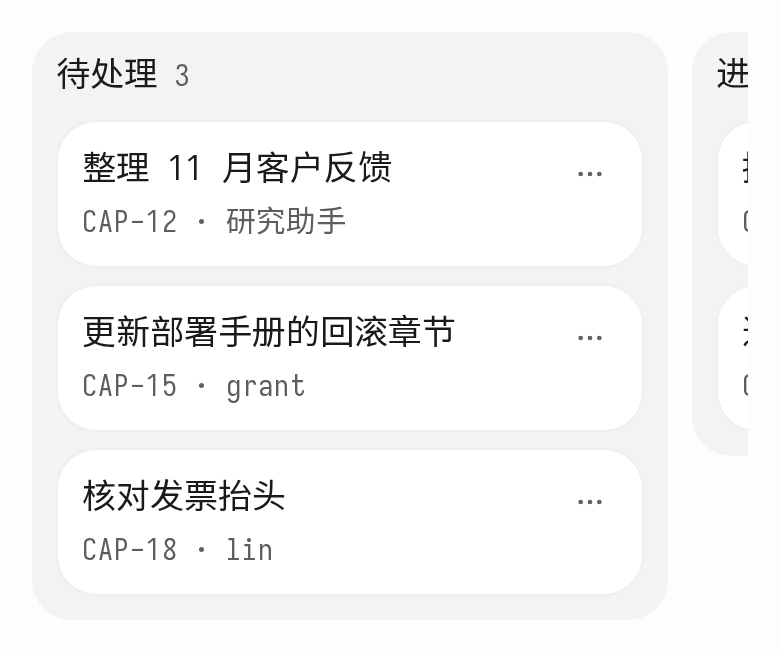 待处理 3
整理 11 月客户反馈
CAP-12 · 研究助手
更新部署手册的回滚章节
CAP-15 · grant
核对发票抬头
CAP-18 · lin
进